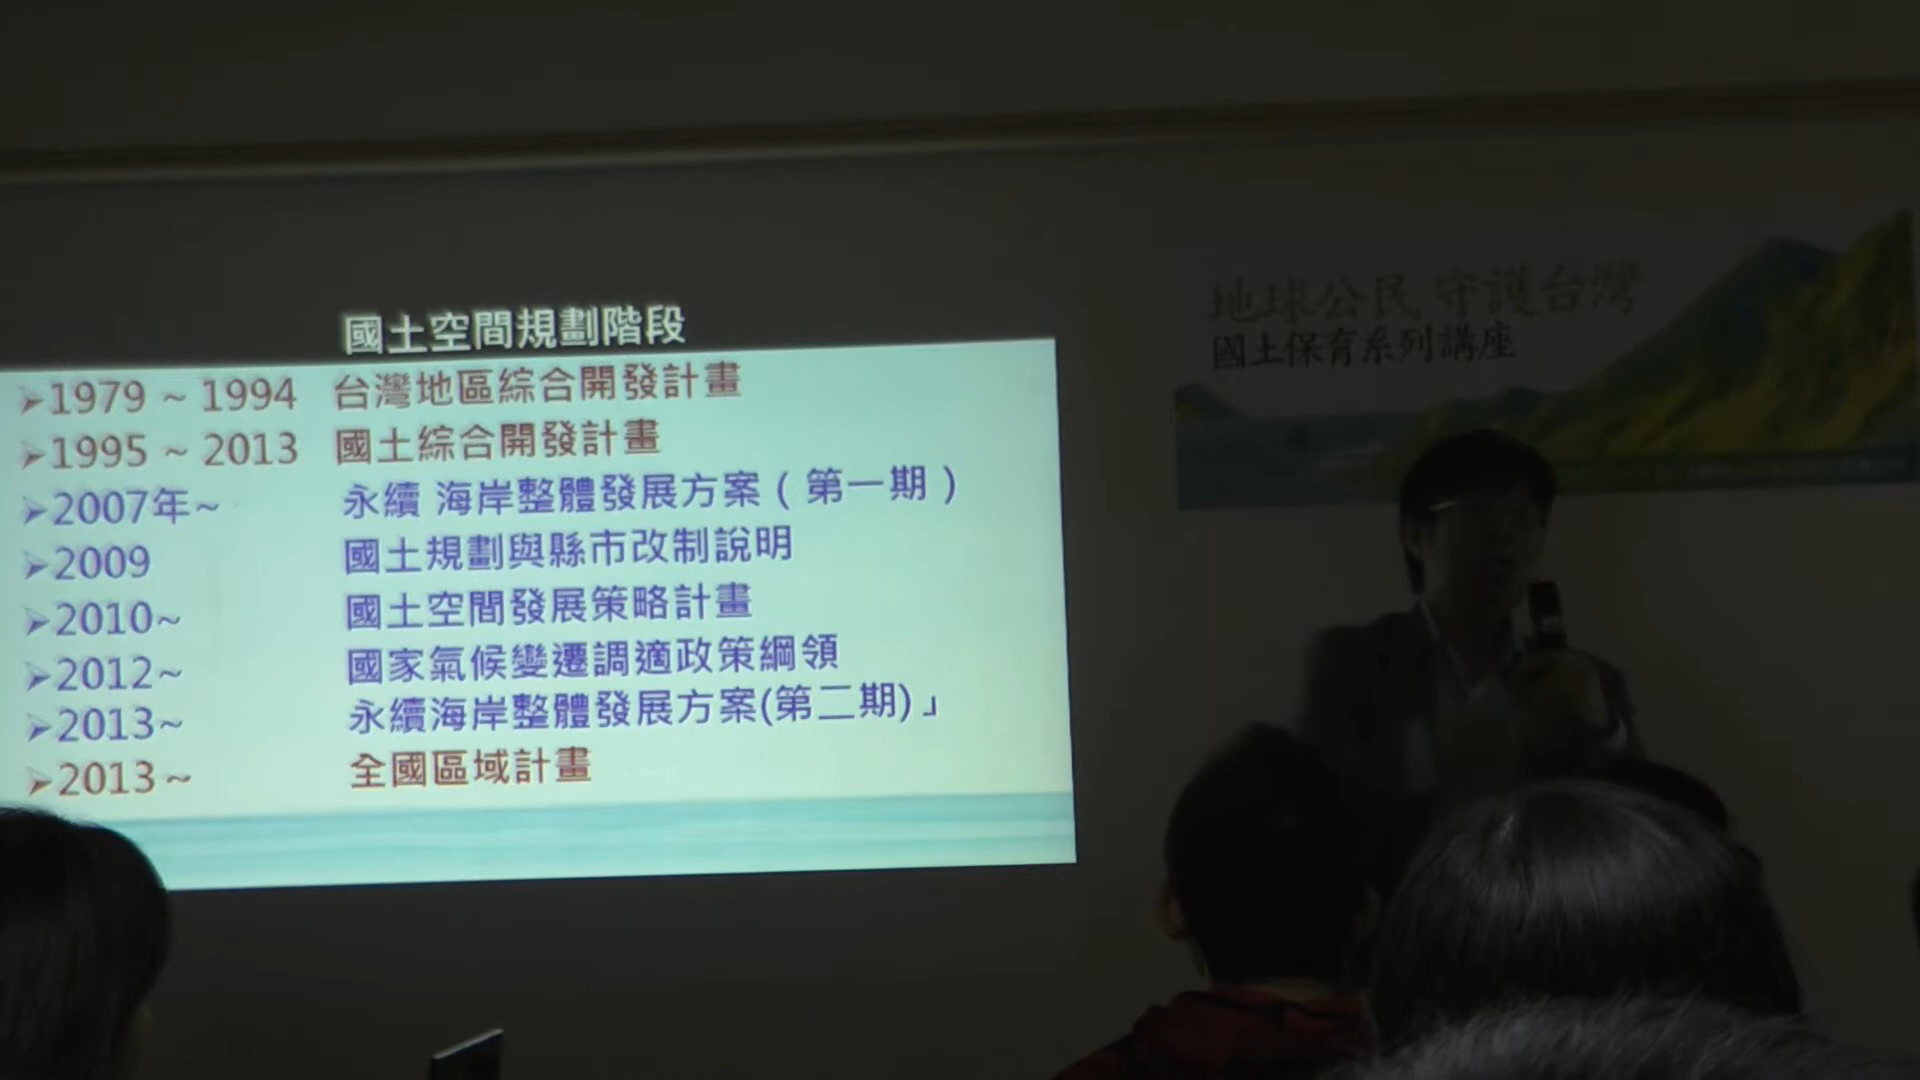 國土空間規劃階段
➢1979 ~ 1994 台灣地區綜合開發計畫
➢1995 ~ 2013 國土綜合開發計畫
➢2007年~ 永續 海岸整體發展方案(第一期)
➢2009 國土規劃與縣市改制說明
➢2010~ 國土空間發展策略計畫
➢2012~ 國家氣候變遷調適政策綱領
➢2013~ 永續海岸整體發展方案(第二期)」
➢2013~ 全國區域計畫
地球公民 守護台灣
國土保育系列講座